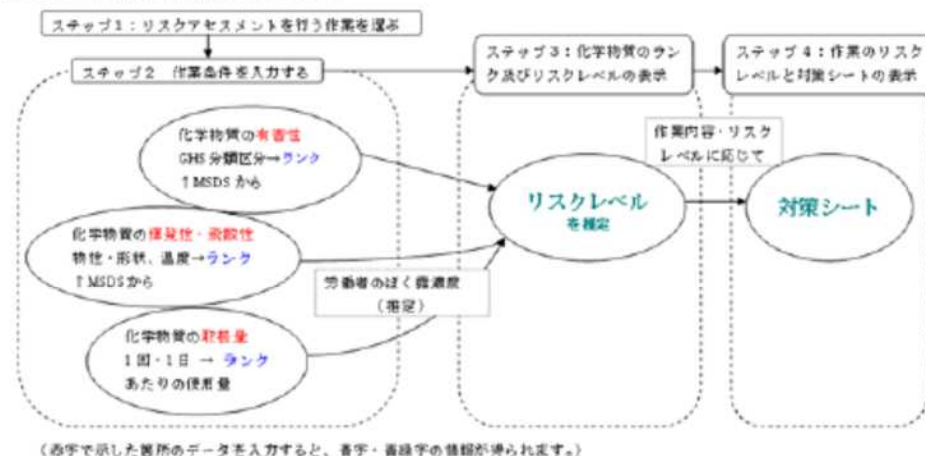 ステップ1：リスクアセスメントを行う作業を選ぶ
ステップ2　作業条件を入力する
ステップ3：化学物質のラン
ク及びリスクレベルの表示
ステップ4：作業のリスク
レベルと対策シートの表示
化学物質の有害性
GHS分類区分→ランク
↑MSDSから
化学物質の揮発性・飛散性
物性・形状、温度→ランク
↑MSDSから
化学物質の取扱量
1回・1日 → ランク
あたりの使用量
労働者のばく露濃度
（推定）
リスクレベル
を推定
作業内容・リスク
レベルに応じて
対策シート
（赤字で示した箇所のデータを入力すると、青字・青緑字の情報が得られます。）